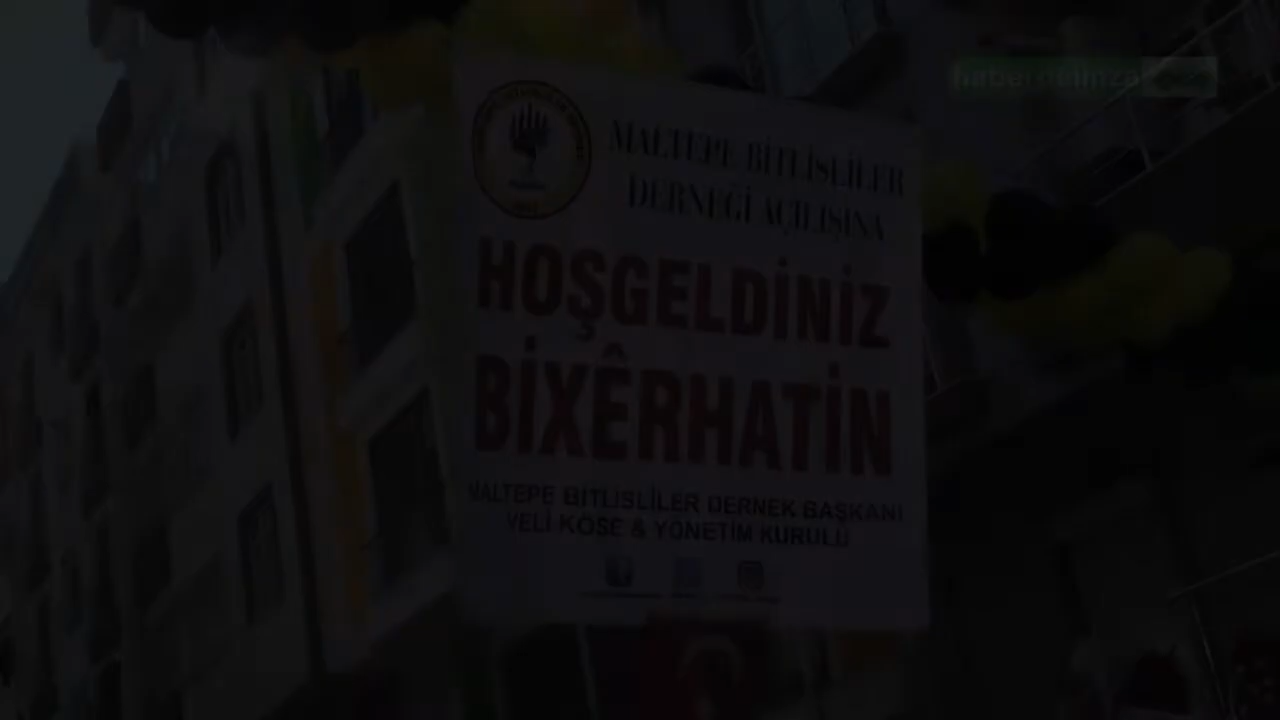 MALTEPE BİTLİSLİLER
DERNEĞİ AÇILIŞINA
HOŞGELDİNİZ
BİXÊRHATİN
MALTEPE BİTLİSLİLER DERNEK BAŞKANI
VELİ KÖSE & YÖNETİM KURULU